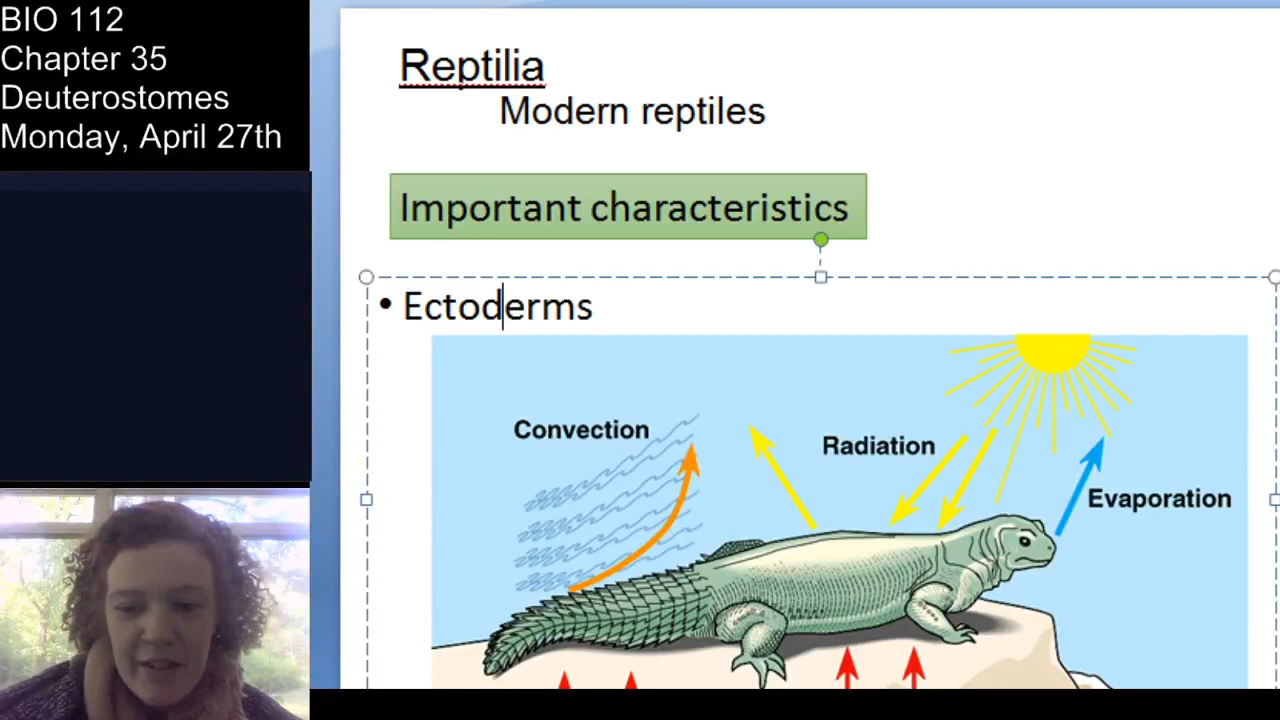 BIO 112
Chapter 35
Deuterostomes
Monday, April 27th
Reptilia
Modern reptiles
Important characteristics
• Ectoderms
Convection
Radiation
Evaporation